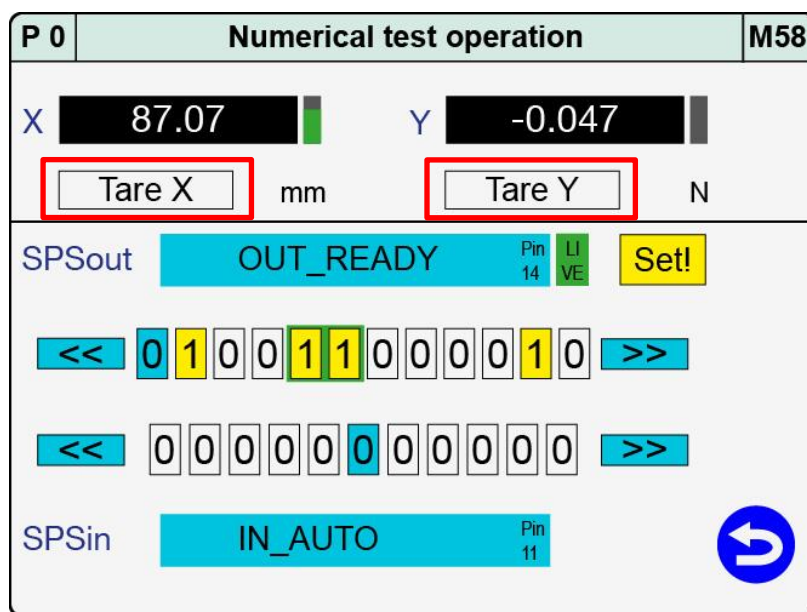 P 0 Numerical test operation M58
X 87.07 Y -0.047
Tare X mm Tare Y N
SPSout OUT_READY Pin 14 LI VE Set!
<< 0 1 0 0 1 1 0 0 0 0 1 0 >>
<< 0 0 0 0 0 0 0 0 0 0 0 >>
SPSin IN_AUTO Pin 11